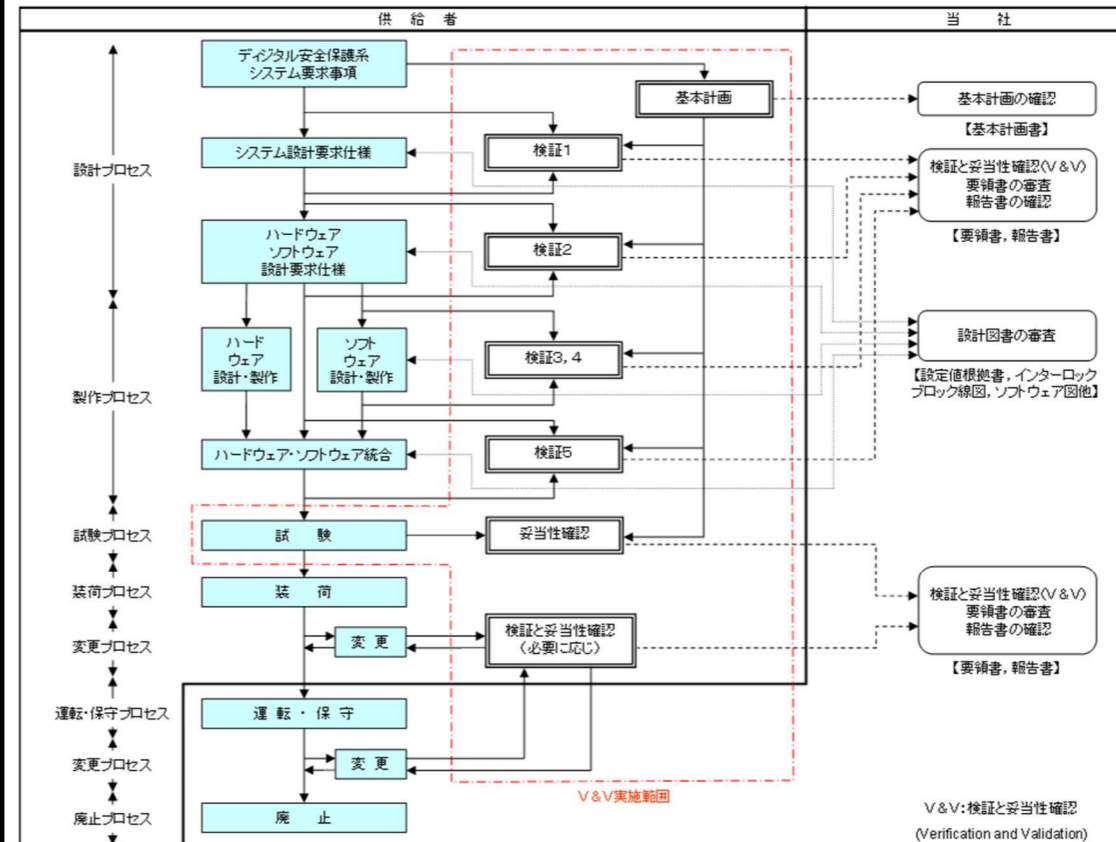 供 給 者
当 社
ディジタル安全保護系
システム要求事項
基本計画
基本計画の確認
【基本計画書】
設計プロセス
システム設計要求仕様
検証1
検証と妥当性確認(V&V)
要領書の審査
報告書の確認
【要領書, 報告書】
ハードウェア
ソフトウェア
設計要求仕様
検証2
ハード
ウェア
設計・製作
ソフト
ウェア
設計・製作
検証3, 4
設計図書の審査
【設定値根拠書, インターロック
ブロック線図, ソフトウェア図他】
製作プロセス
ハードウェア・ソフトウェア統合
検証5
試験プロセス
試 験
妥当性確認
装荷プロセス
装 荷
検証と妥当性確認(V&V)
要領書の審査
報告書の確認
【要領書, 報告書】
変更プロセス
変 更
検証と妥当性確認
(必要に応じ)
運転・保守プロセス
運 転 ・ 保 守
変更プロセス
変 更
V&V実施範囲
廃止プロセス
廃 止
V&V:検証と妥当性確認
(Verification and Validation)